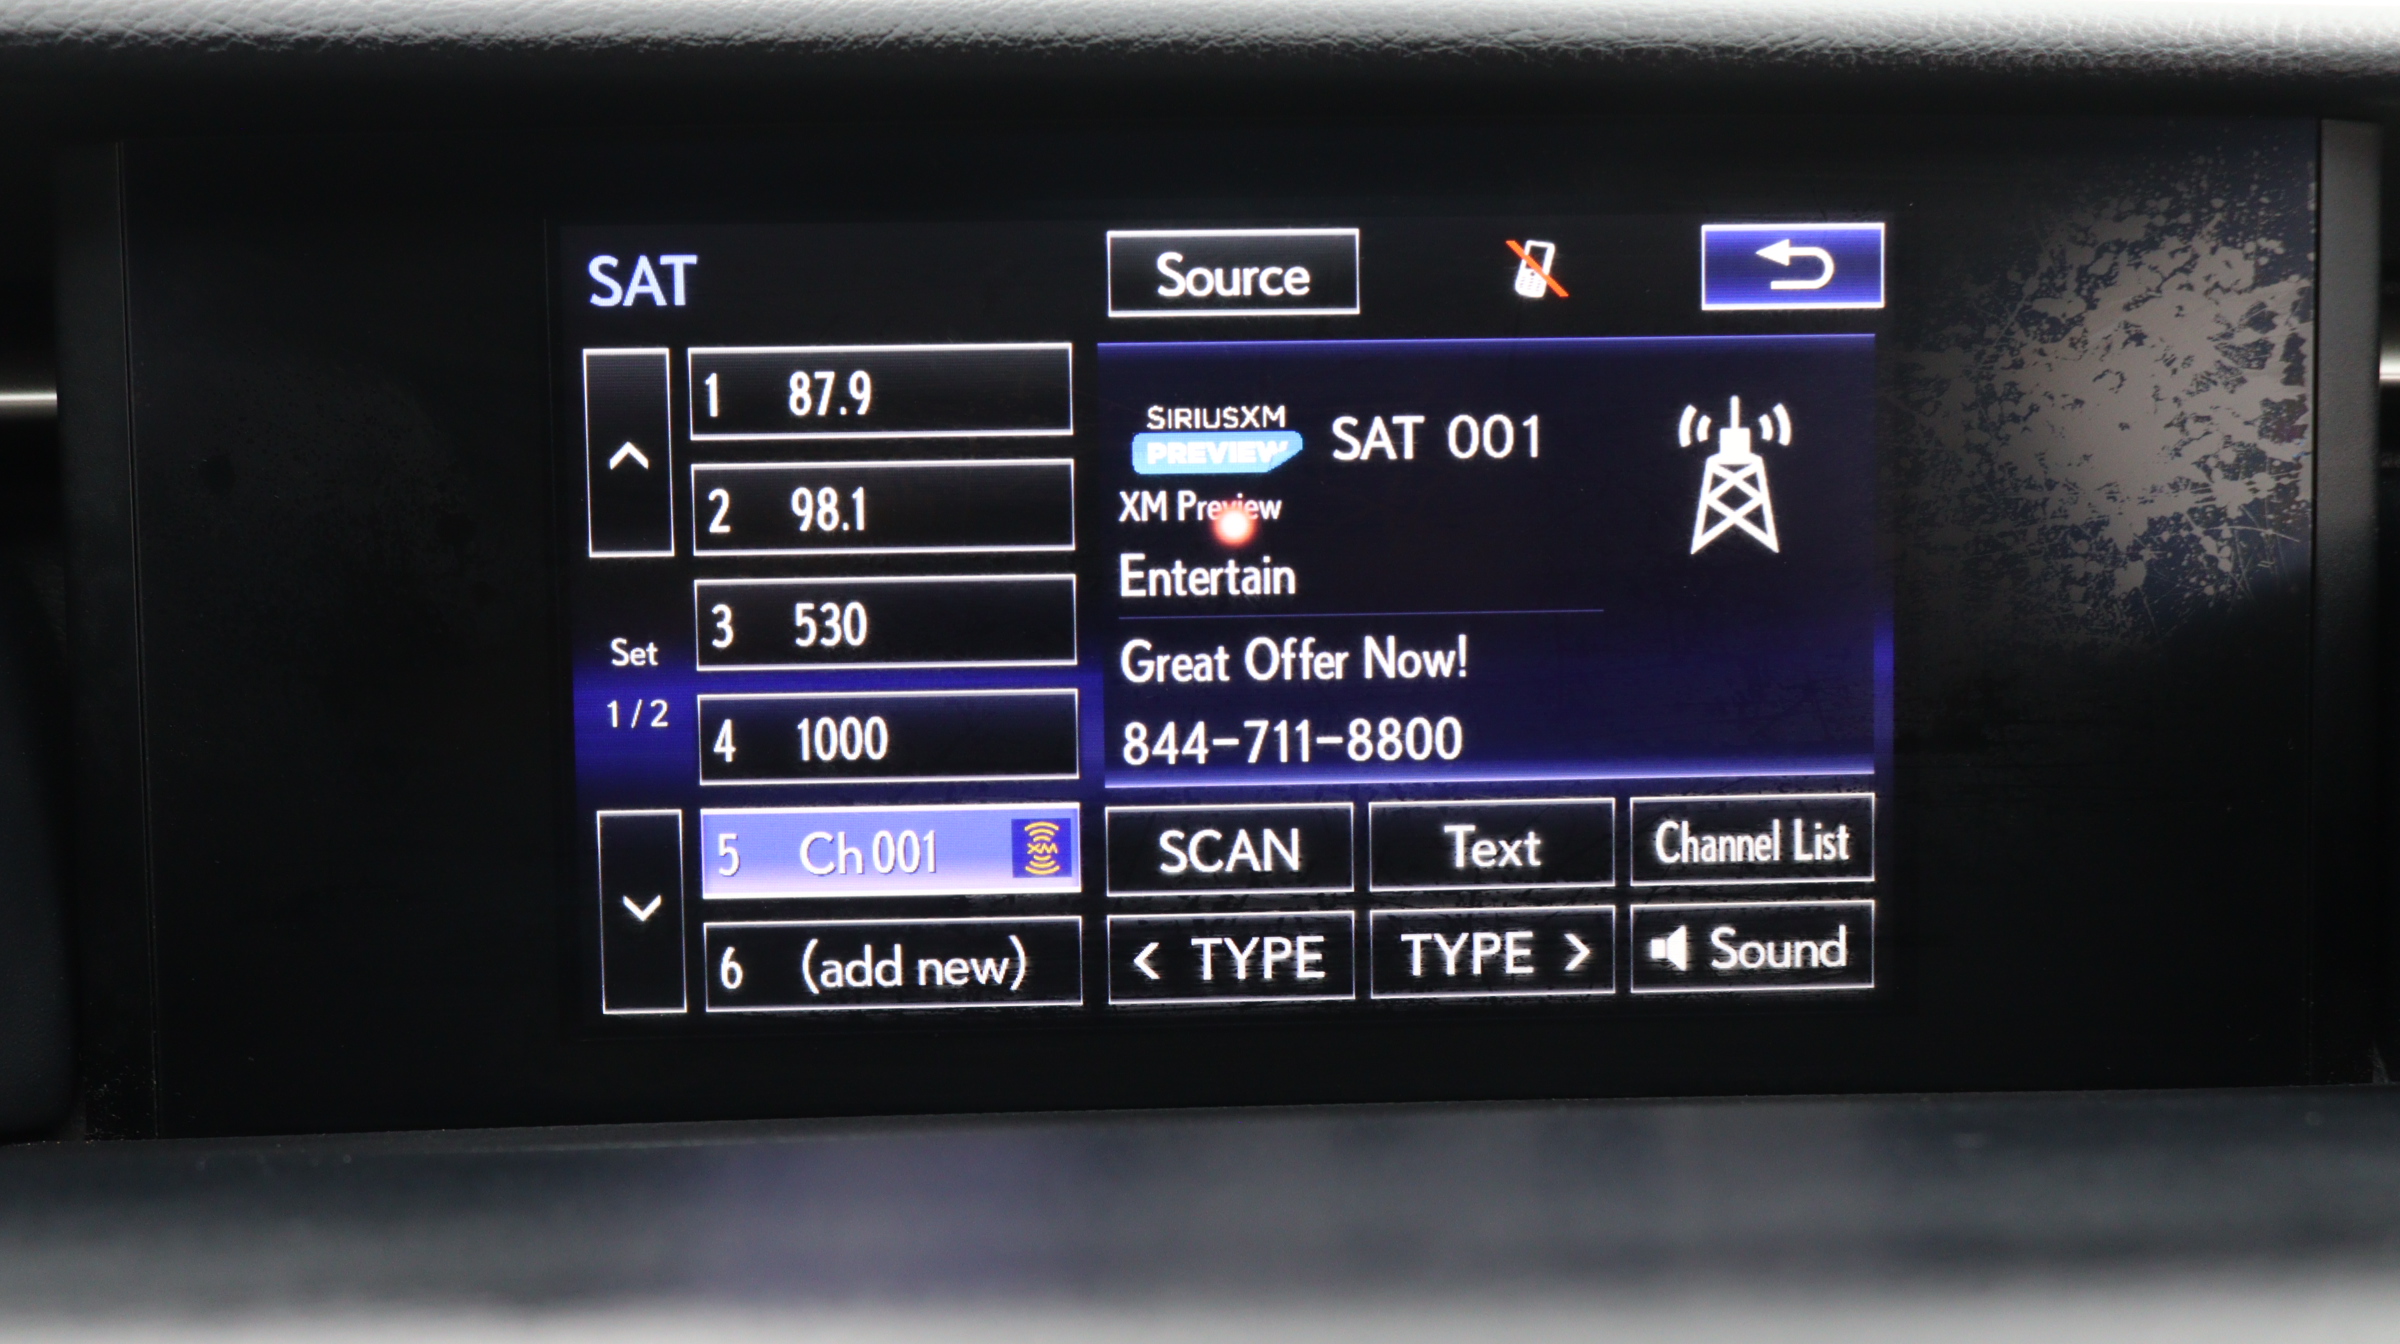 SAT
Source
1 87.9
2 98.1
3 530
4 1000
5 Ch 001 XM
6 (add new)
Set
1/2
SIRIUSXM
PREVIEW
SAT 001
XM Preview
Entertain
Great Offer Now!
844-711-8800
SCAN
Text
Channel List
< TYPE
TYPE >
Sound